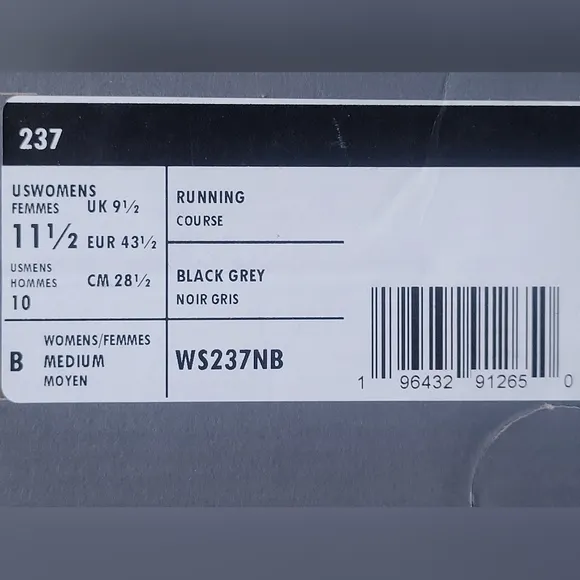 237
USWOMENS
FEMMES UK 9½
11½ EUR 43½
USMENS
HOMMES CM 28½
10
B WOMENS/FEMMES
MEDIUM
MOYEN
RUNNING
COURSE
BLACK GREY
NOIR GRIS
WS237NB
1 96432 91265 0